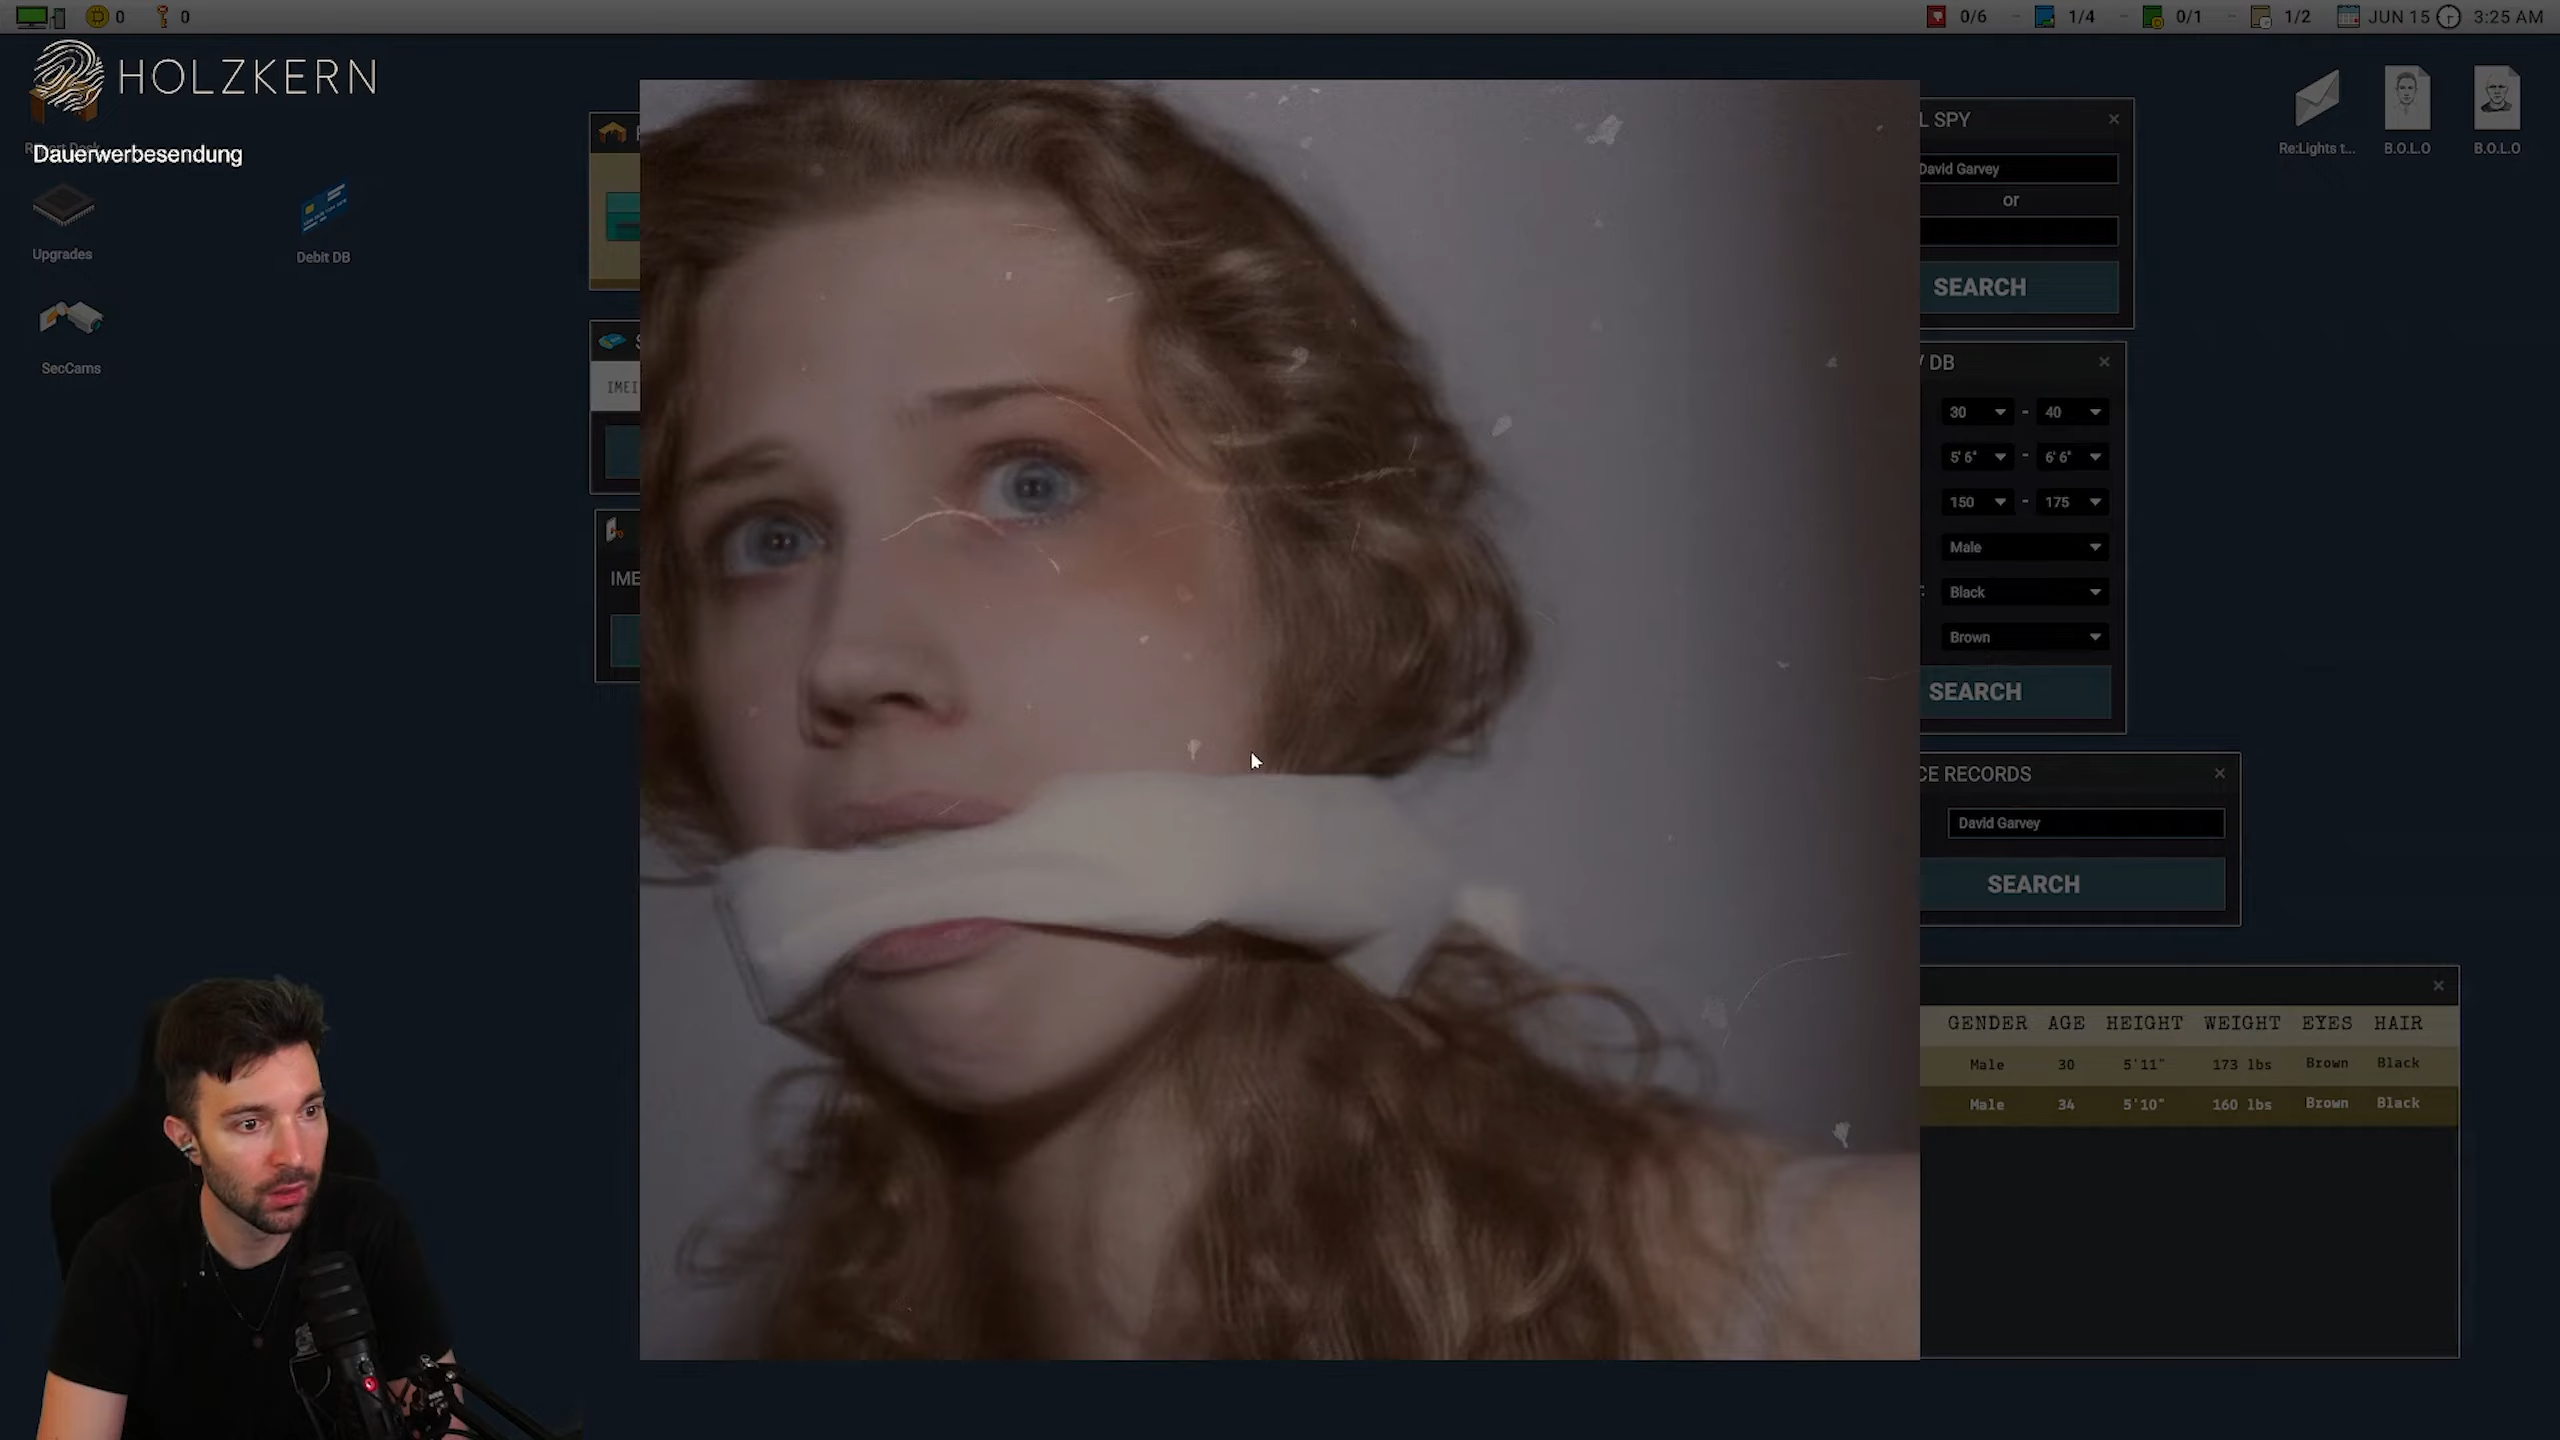 0
0
0/6
1/4
0/1
1/2
JUN 15
3:25 AM
HOLZKERN
Dauerwerbesendung
Upgrades
Debit DB
SecCams
Re:Lights t...
B.O.L.O
B.O.L.O
L SPY
David Garvey
or
SEARCH
IMEI
IME
DB
30 - 40
5'6" - 6'6"
150 - 175
Male
Black
Brown
SEARCH
CE RECORDS
David Garvey
SEARCH
GENDER AGE HEIGHT WEIGHT EYES HAIR
Male 30 5'11" 173 lbs Brown Black
Male 34 5'10" 160 lbs Brown Black